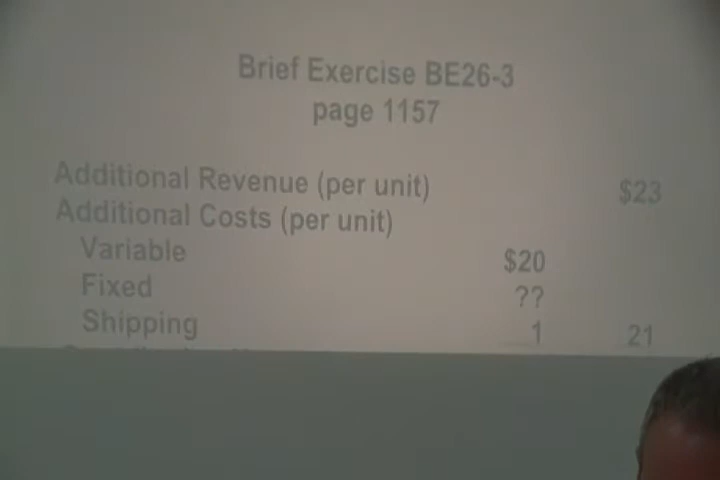 Brief Exercise BE26-3
page 1157
Additional Revenue (per unit) $23
Additional Costs (per unit)
Variable $20
Fixed ??
Shipping 1 21